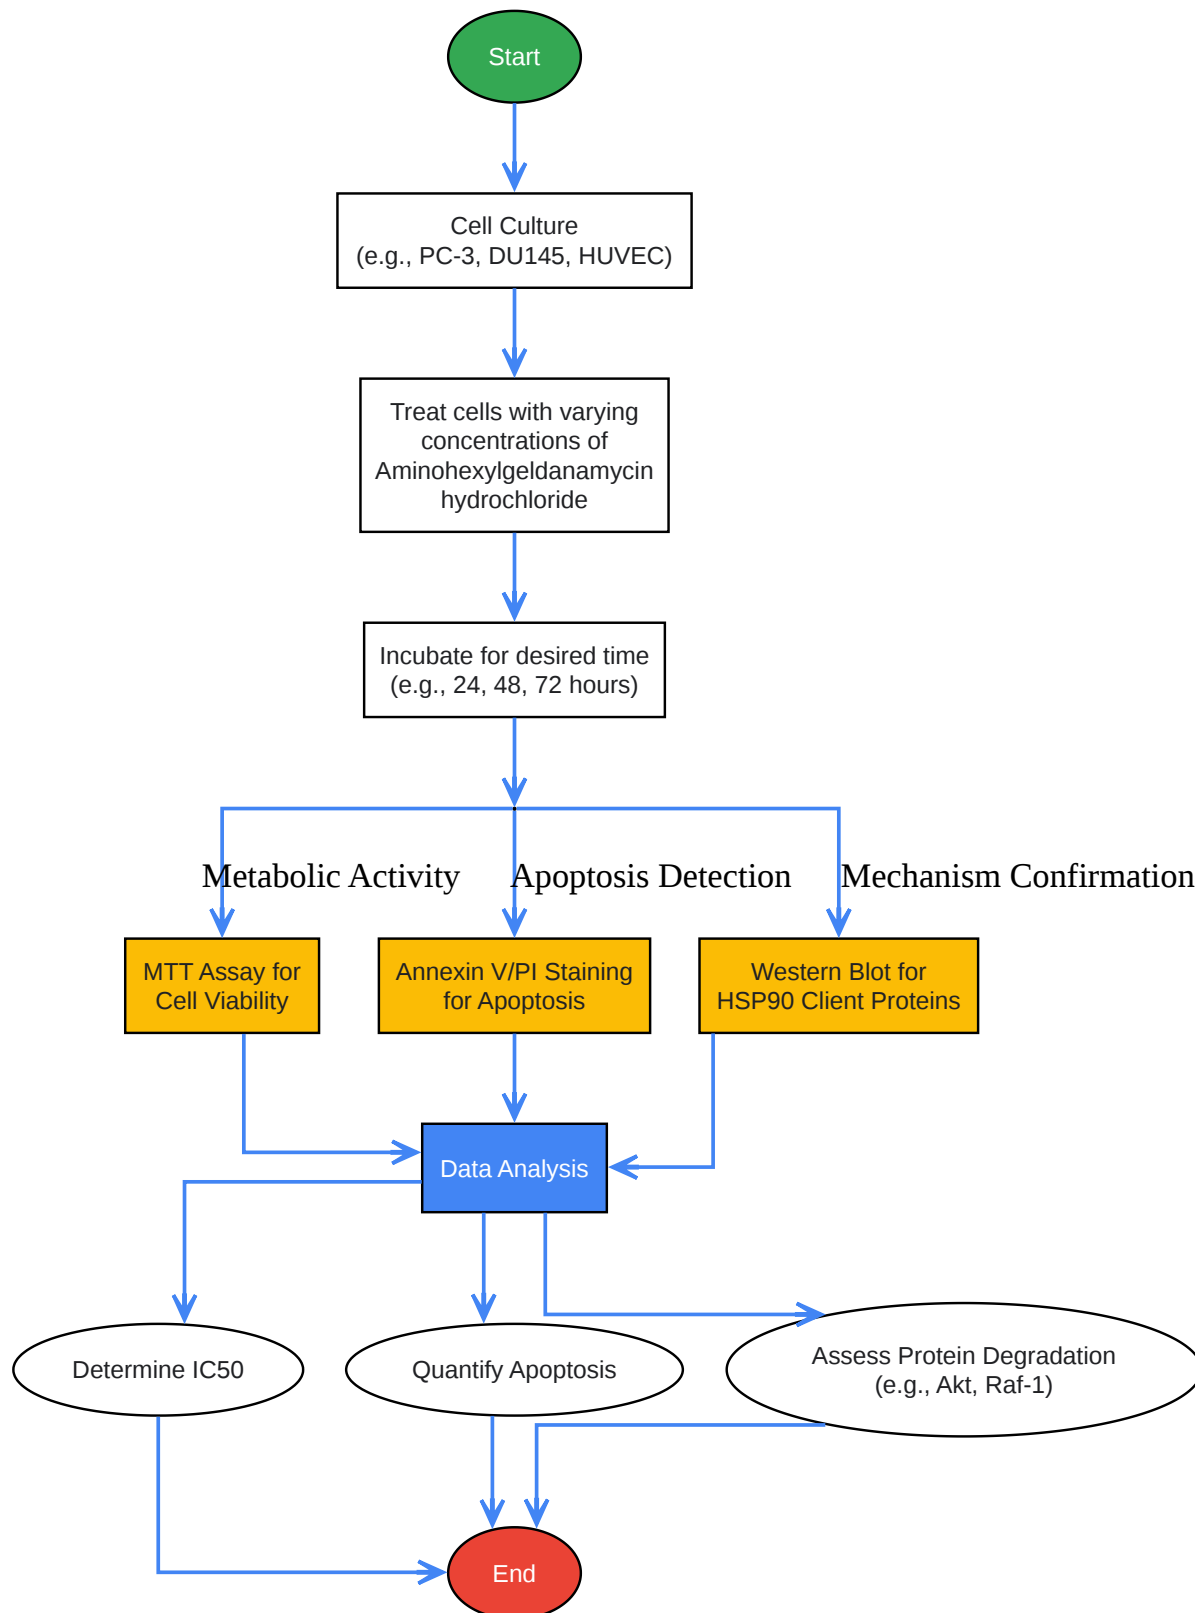 Start
Cell Culture
(e.g., PC-3, DU145, HUVEC)
Treat cells with varying
concentrations of
Aminohexylgeldanamycin
hydrochloride
Incubate for desired time
(e.g., 24, 48, 72 hours)
Metabolic Activity
Apoptosis Detection
Mechanism Confirmation
MTT Assay for
Cell Viability
Annexin V/PI Staining
for Apoptosis
Western Blot for
HSP90 Client Proteins
Data Analysis
Determine IC50
Quantify Apoptosis
Assess Protein Degradation
(e.g., Akt, Raf-1)
End